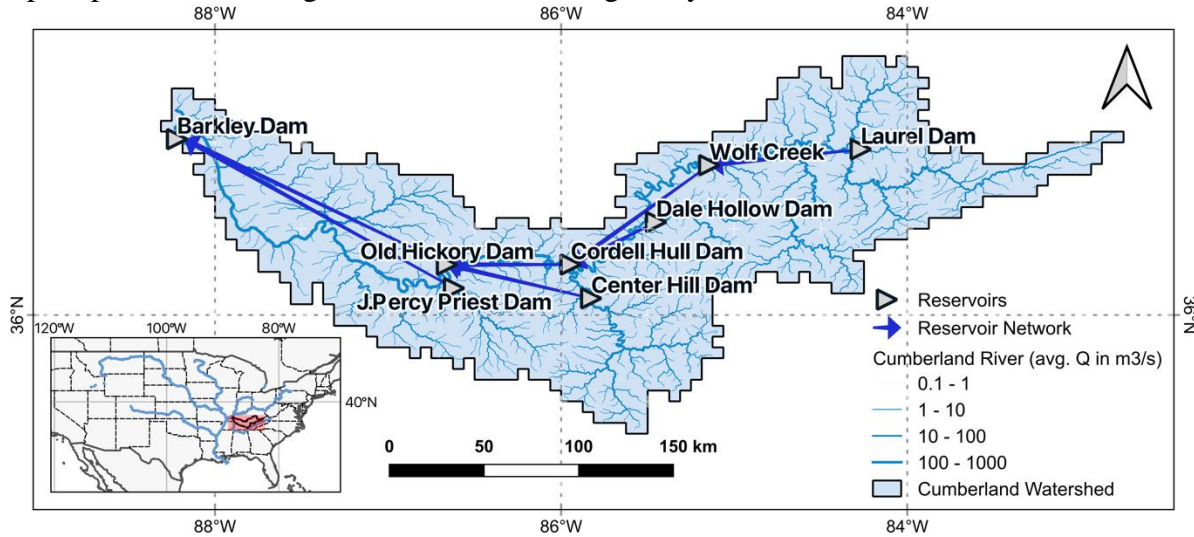 88°W 86°W 84°W
Barkley Dam
Laurel Dam
Wolf Creek
Dale Hollow Dam
Old Hickory Dam
Cordell Hull Dam
Center Hill Dam
J.Percy Priest Dam
36°N 36°N
Reservoirs
Reservoir Network
Cumberland River (avg. Q in m3/s)
0.1 - 1
1 - 10
10 - 100
100 - 1000
Cumberland Watershed
120°W 100°W 80°W
40°N
0 50 100 150 km
88°W 86°W 84°W